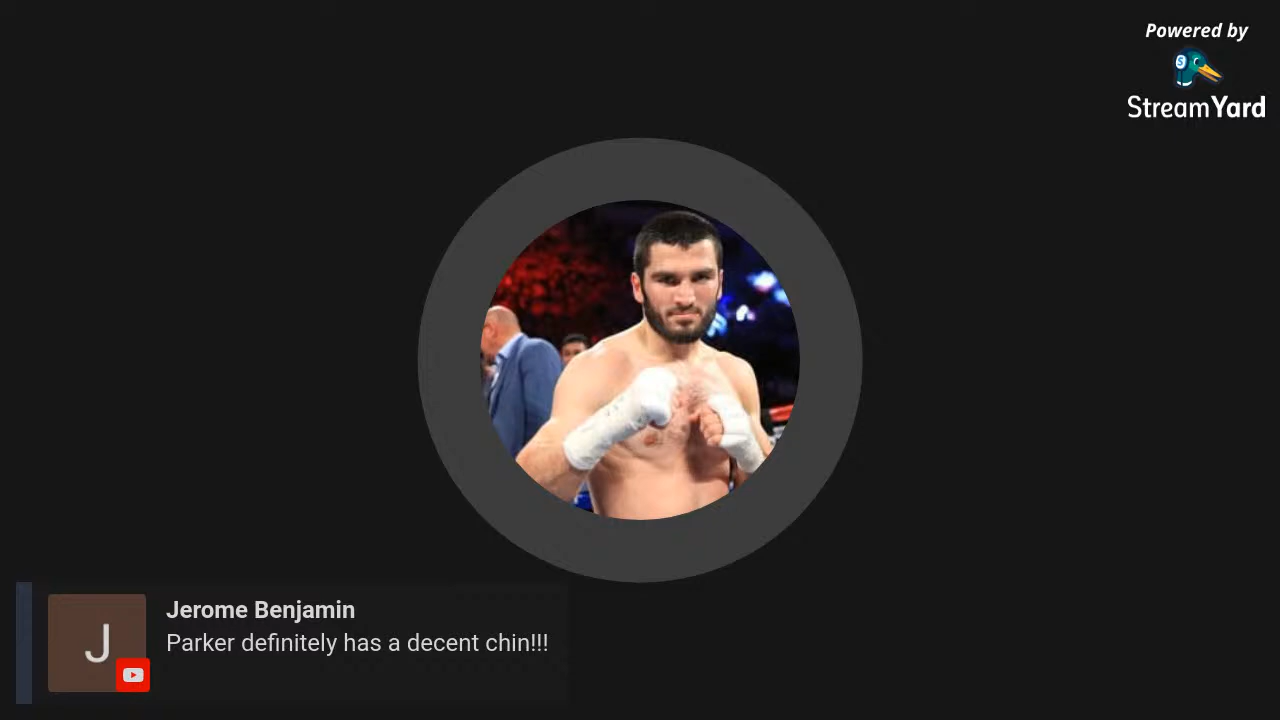 Powered by
StreamYard
J
Jerome Benjamin
Parker definitely has a decent chin!!!